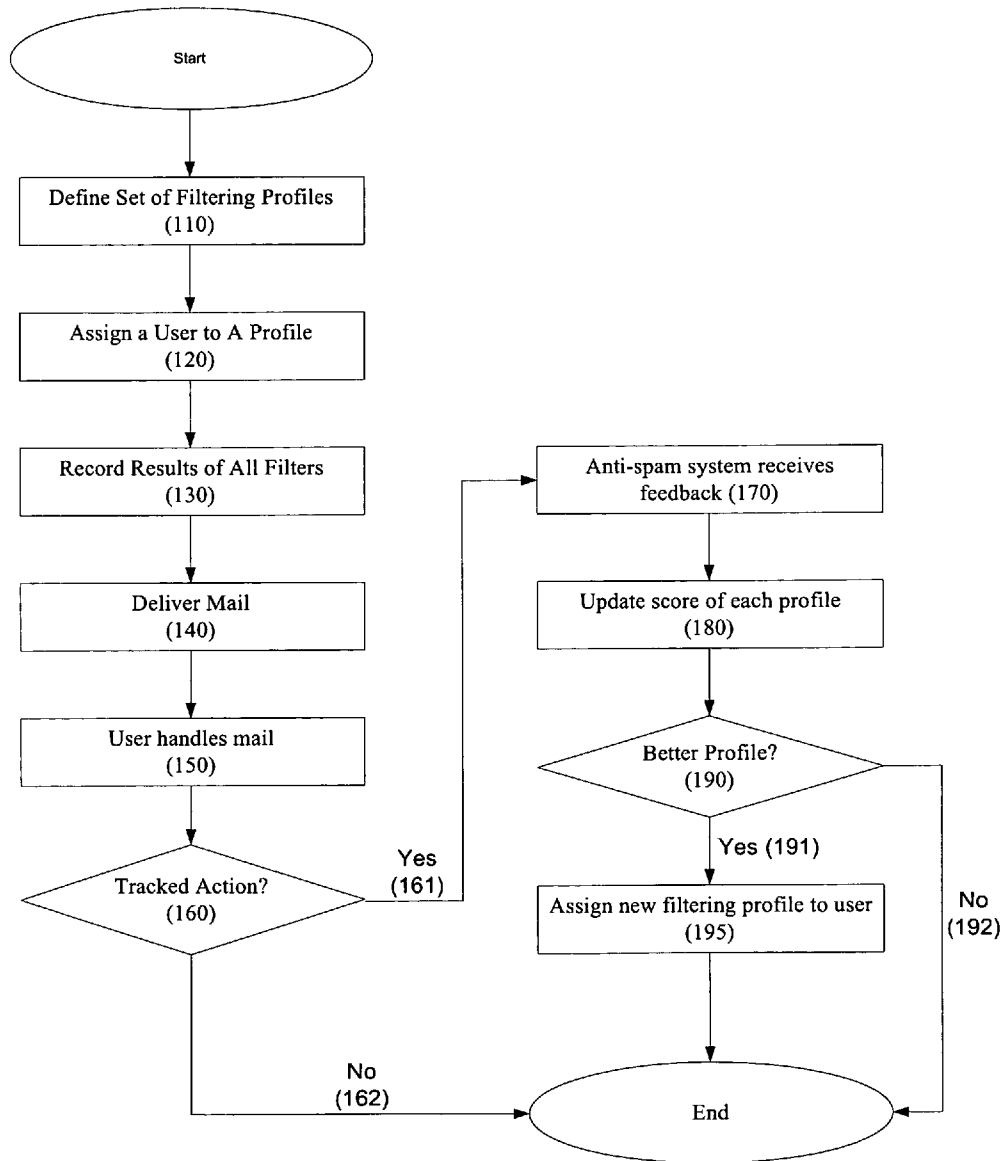 Start
Define Set of Filtering Profiles
(110)
Assign a User to A Profile
(120)
Record Results of All Filters
(130)
Deliver Mail
(140)
User handles mail
(150)
Tracked Action?
(160)
Yes
(161)
No
(162)
Anti-spam system receives
feedback (170)
Update score of each profile
(180)
Better Profile?
(190)
Yes (191)
No
(192)
Assign new filtering profile to user
(195)
End